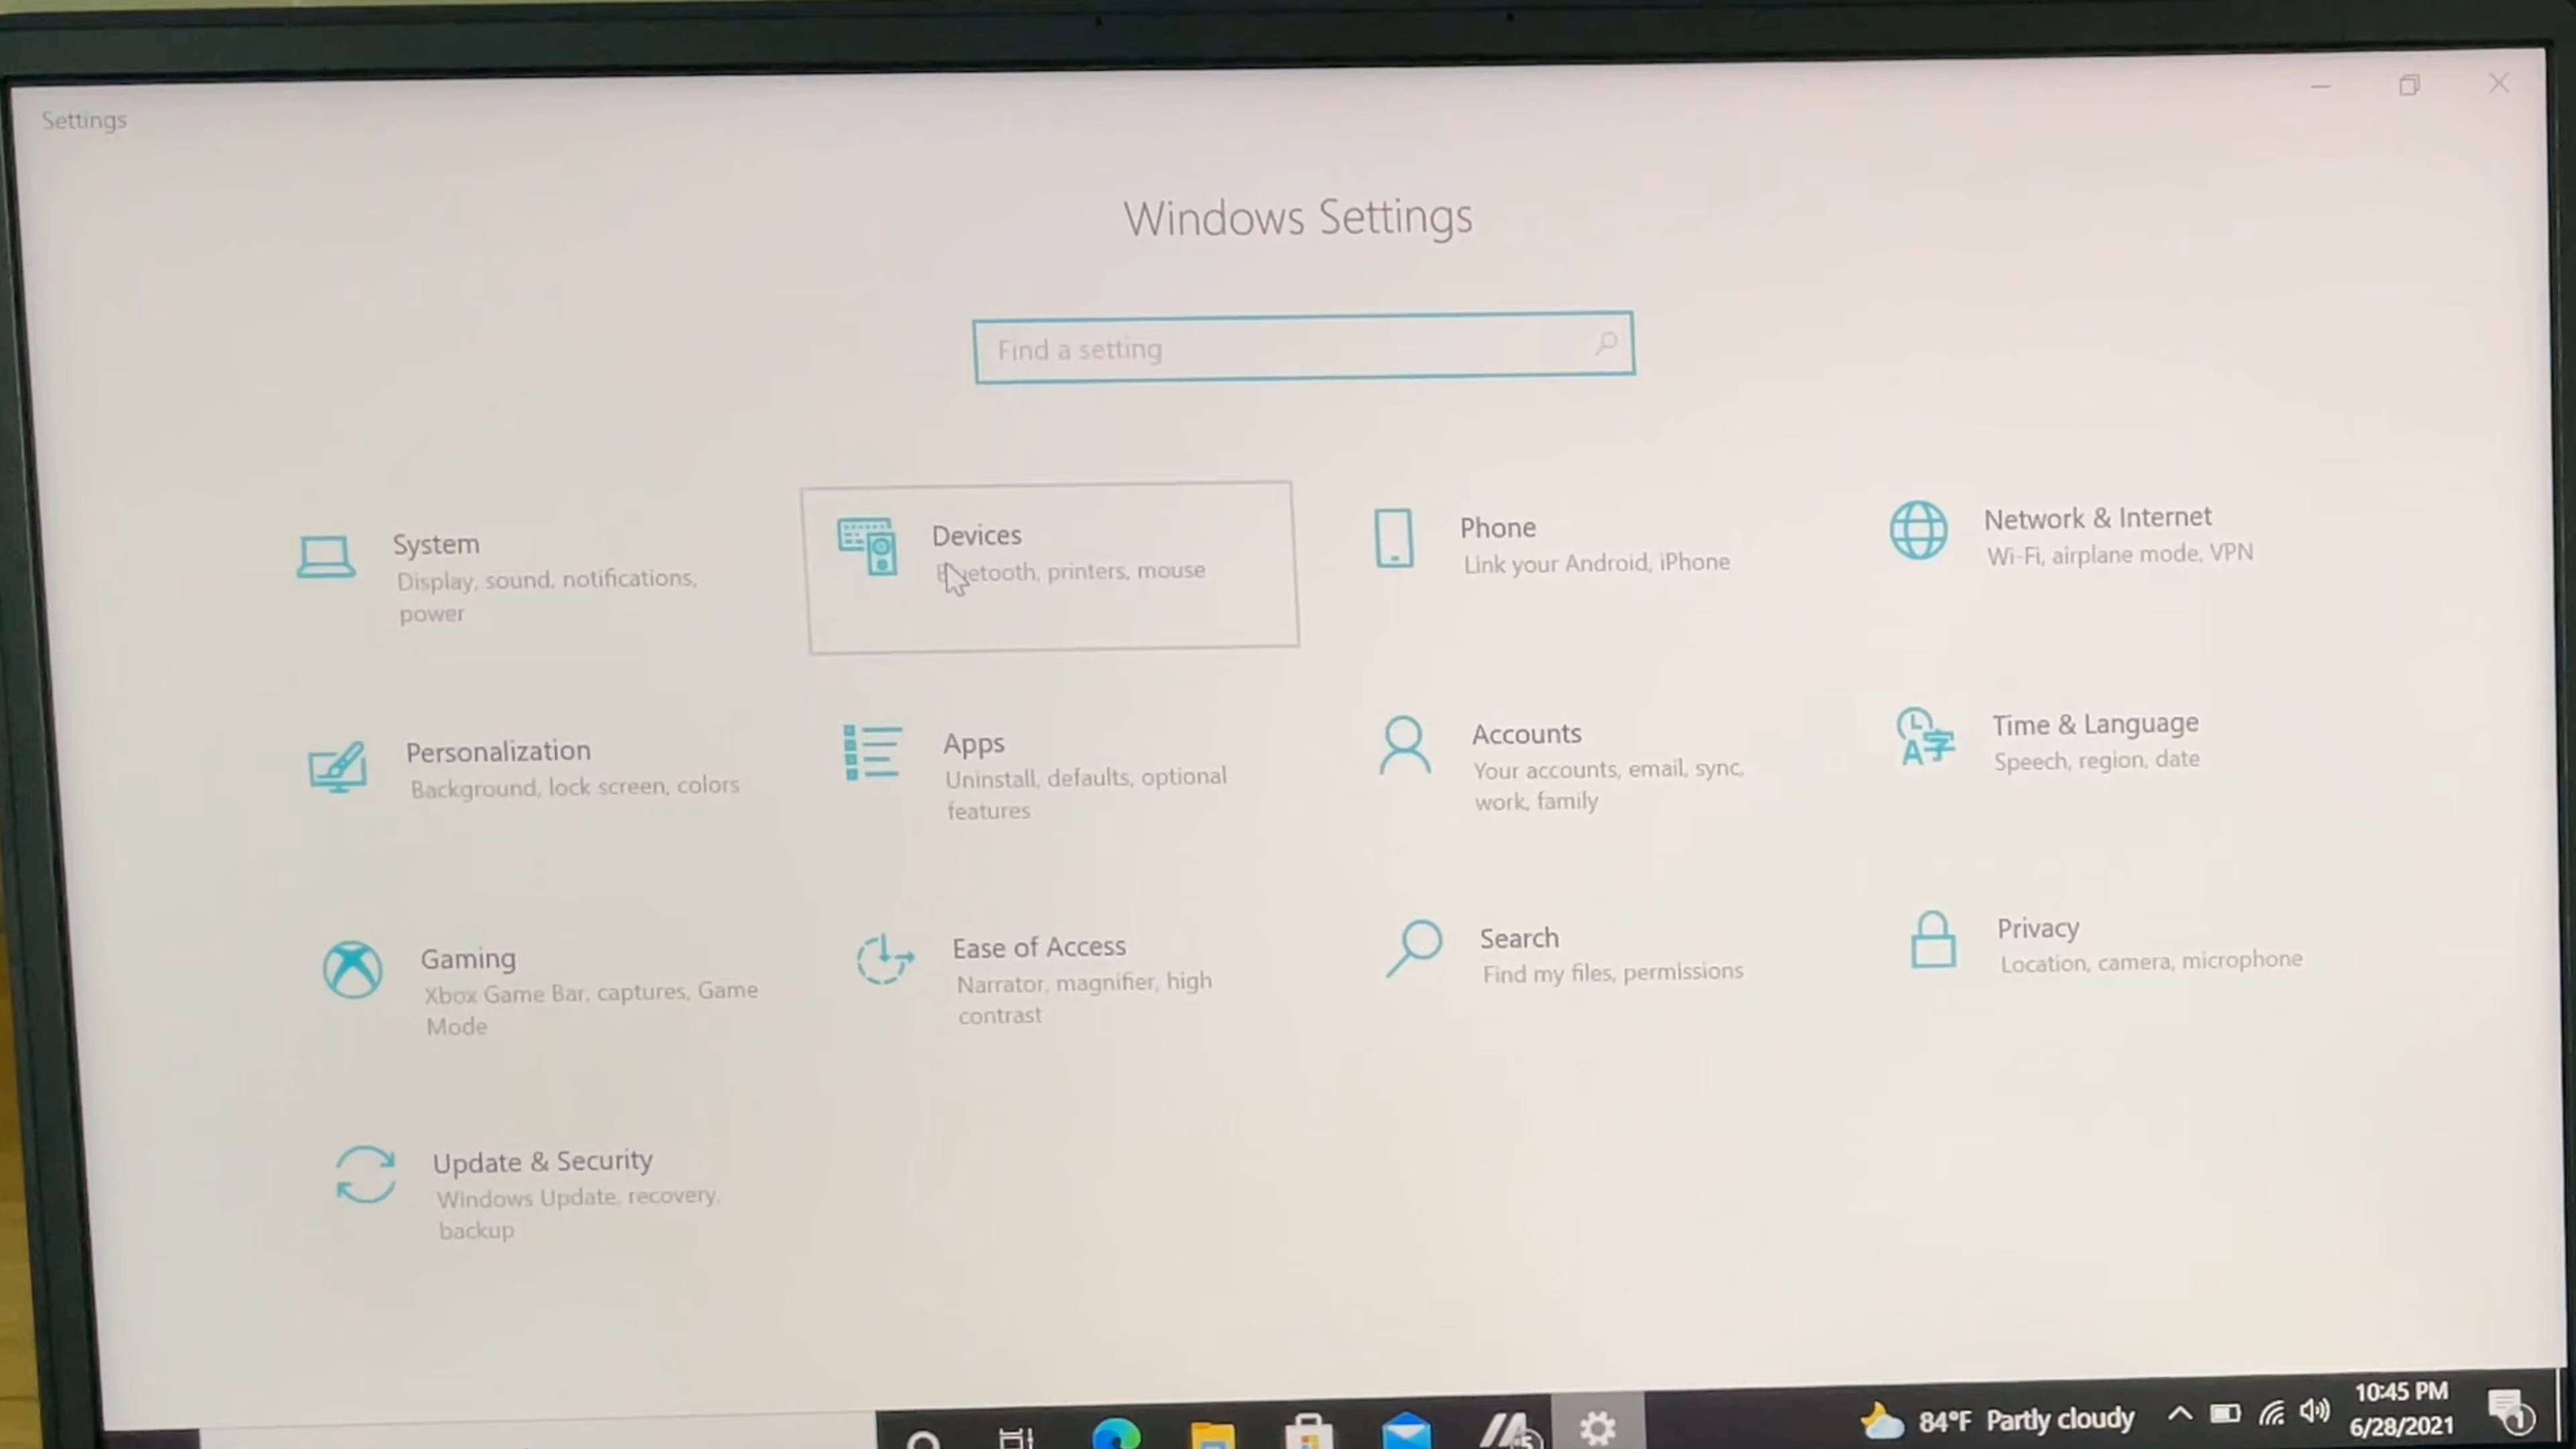 Settings
Windows Settings
Find a setting
System
Display, sound, notifications,
power
Devices
Bluetooth, printers, mouse
Phone
Link your Android, iPhone
Network & Internet
Wi-Fi, airplane mode, VPN
Personalization
Background, lock screen, colors
Apps
Uninstall, defaults, optional
features
Accounts
Your accounts, email, sync,
work, family
Time & Language
Speech, region, date
Gaming
Xbox Game Bar, captures, Game
Mode
Ease of Access
Narrator, magnifier, high
contrast
Search
Find my files, permissions
Privacy
Location, camera, microphone
Update & Security
Windows Update, recovery,
backup
84°F Partly cloudy
10:45 PM
6/28/2021
1
5